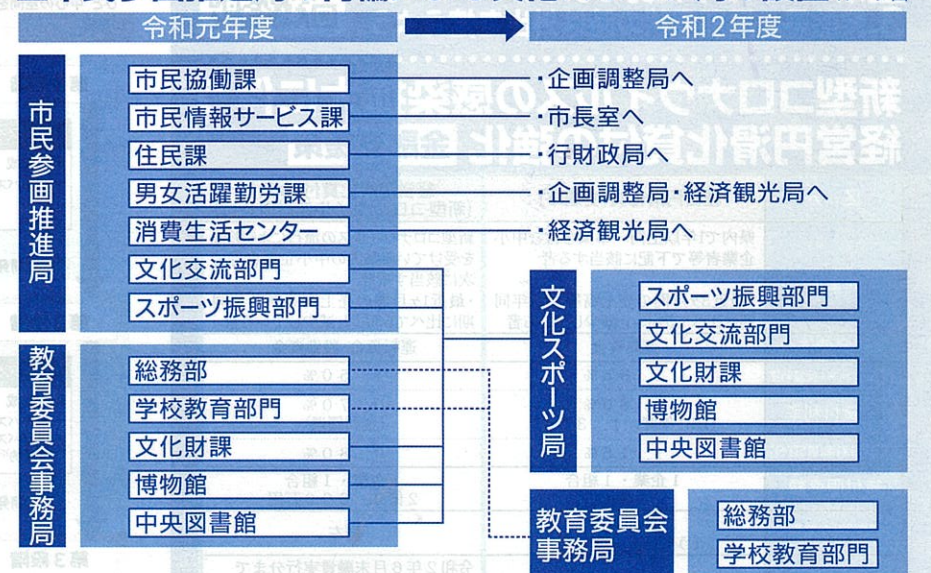 令和元年度
令和2年度
市民参画推進局
市民協働課
・企画調整局へ
市民情報サービス課
・市長室へ
住民課
・行財政局へ
男女活躍勤労課
・企画調整局・経済観光局へ
消費生活センター
・経済観光局へ
文化交流部門
スポーツ振興部門
教育委員会事務局
総務部
学校教育部門
文化財課
博物館
中央図書館
文化スポーツ局
スポーツ振興部門
文化交流部門
文化財課
博物館
中央図書館
教育委員会
事務局
総務部
学校教育部門